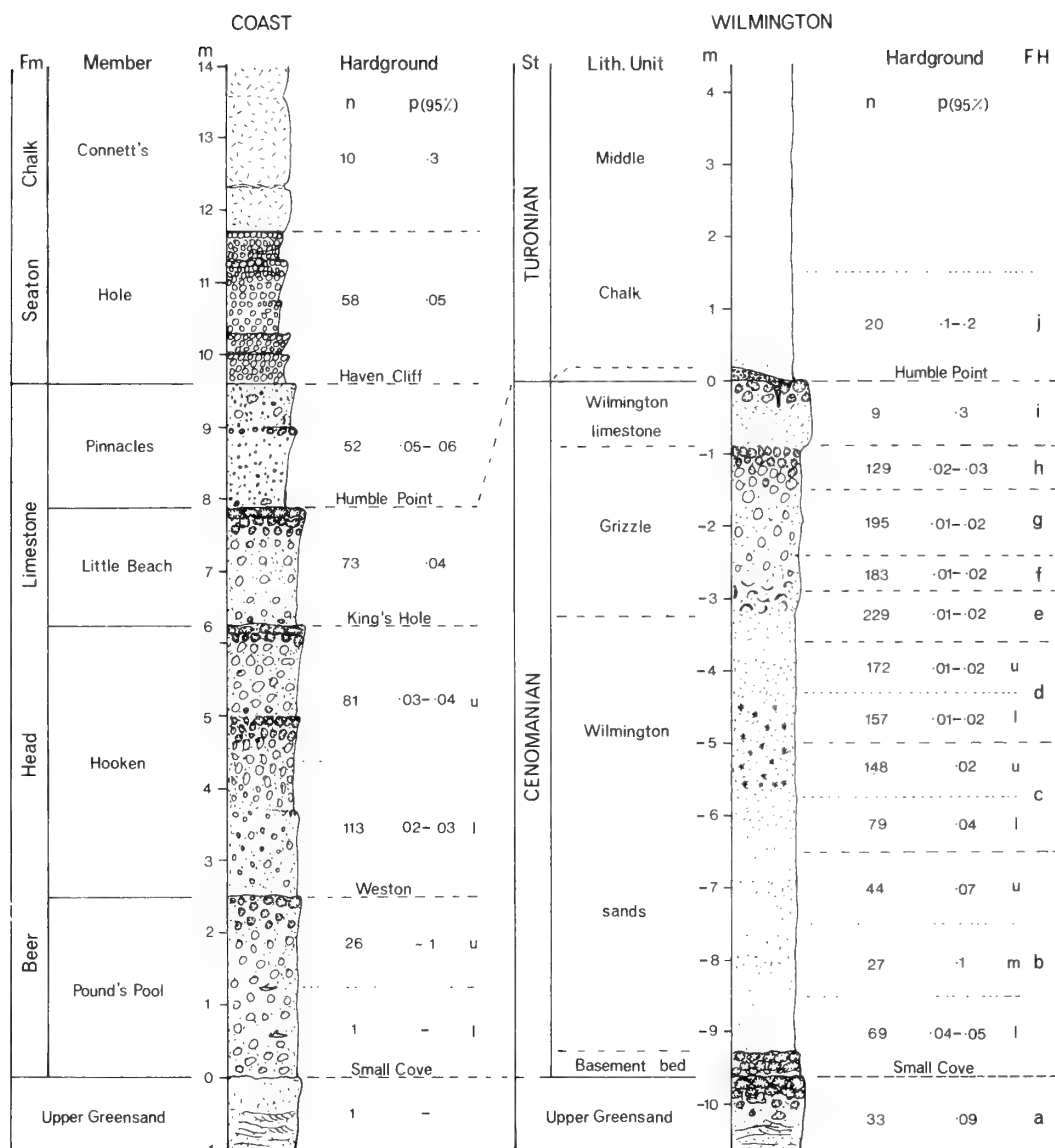 COAST
WILMINGTON
Fm Member m Hardground
n p(95%)
14
13
12
11
10
9
8
7
6
5
4
3
2
1
0
Chalk
Seaton
Limestone
Head
Beer
Connett's
10 ·3
Hole
58 ·05
Haven Cliff
Pinnacles
52 ·05–·06
Humble Point
Little Beach
73 ·04
King's Hole
Hooken
81 ·03–·04 u
113 02–03 l
Weston
Pound's Pool
26 ~1 u
1 – l
Small Cove
Upper Greensand
1 –
St Lith. Unit m Hardground FH
n p(95%)
4
3
2
1
0
-1
-2
-3
-4
-5
-6
-7
-8
-9
-10
TURONIAN
CENOMANIAN
Middle
Chalk
20 ·1–·2 j
Humble Point
Wilmington
limestone
9 ·3 i
129 ·02–·03 h
Grizzle
195 ·01–·02 g
183 ·01–·02 f
229 ·01–·02 e
Wilmington
172 ·01–·02 u
d
157 ·01–·02 l
148 ·02 u
c
79 ·04 l
sands
44 ·07 u
27 ·1 m b
69 ·04–·05 l
Basement bed
Small Cove
Upper Greensand
33 ·09 a